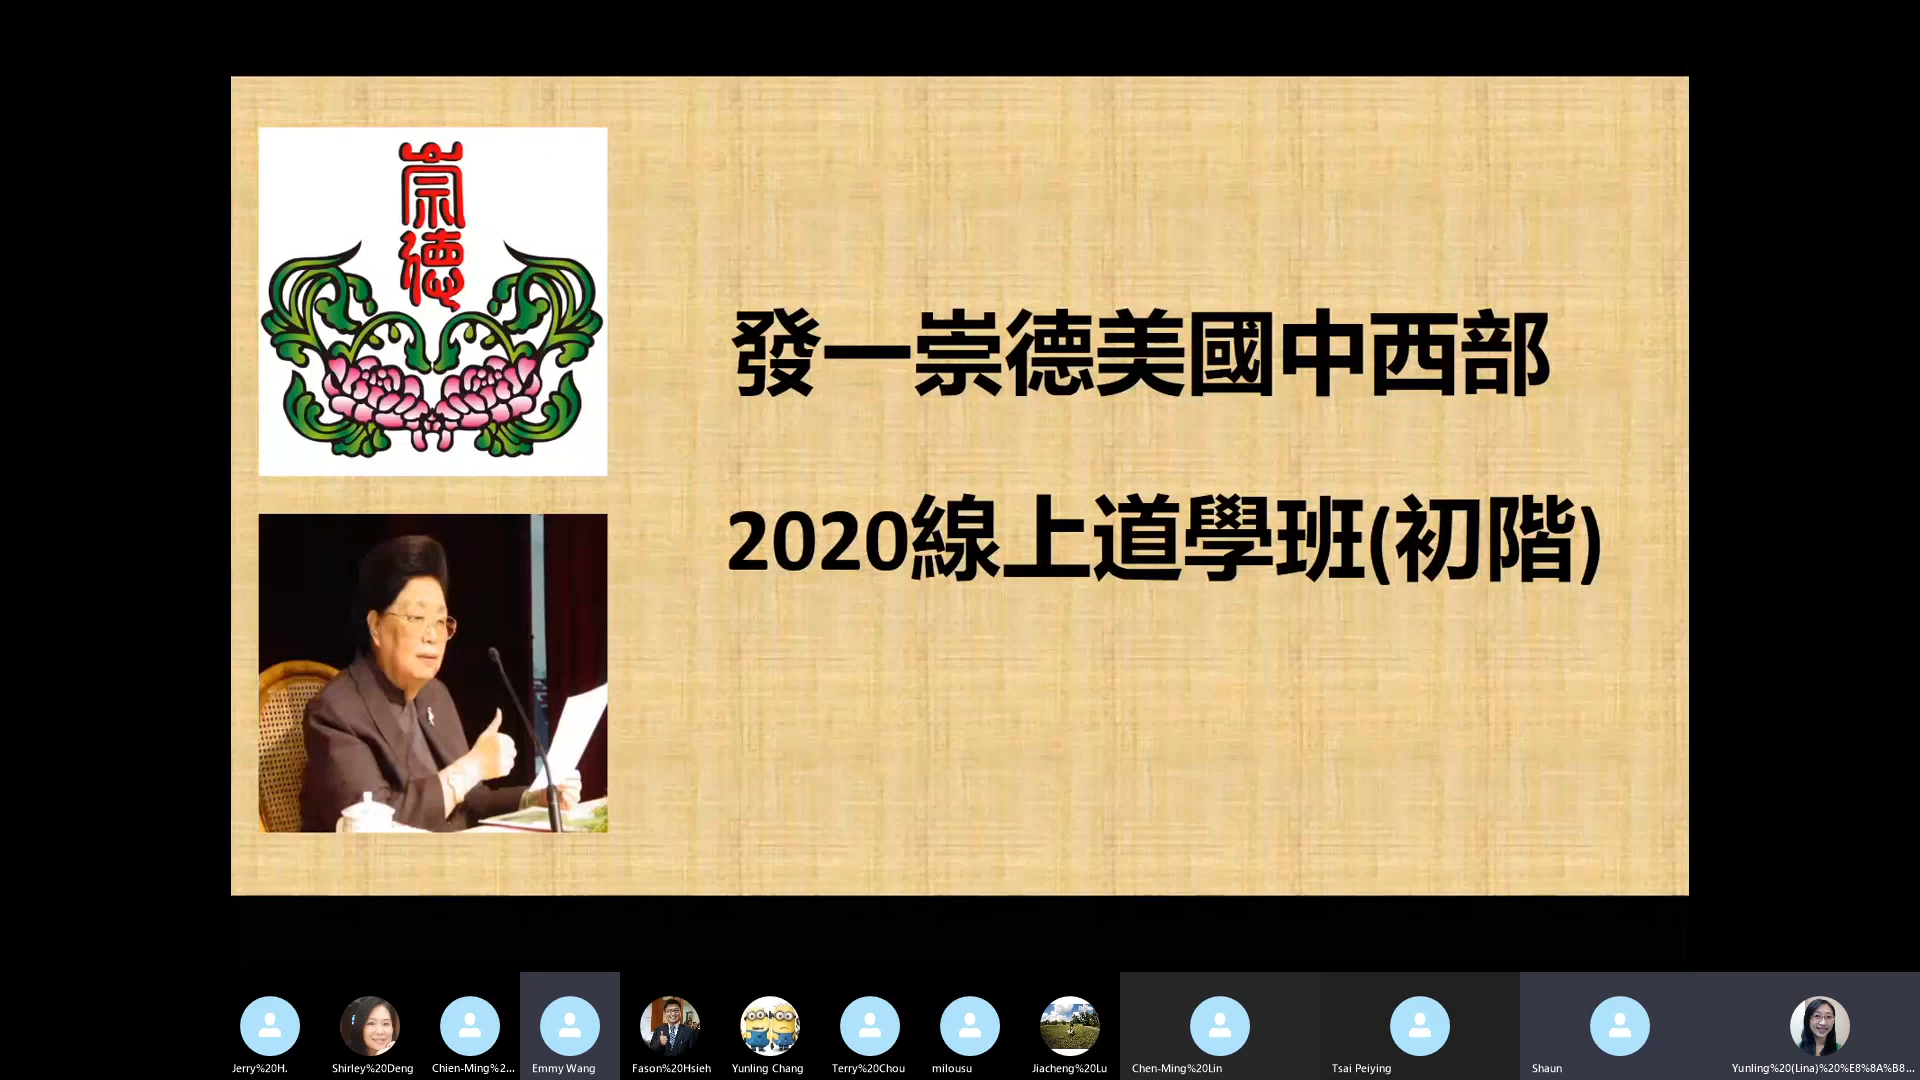 崇德
發一崇德美國中西部
2020線上道學班(初階)
Jerry%20H.
Shirley%20Deng
Chien-Ming%2...
Emmy Wang
Fason%20Hsieh
Yunling Chang
Terry%20Chou
milousu
Jiacheng%20Lu
Chen-Ming%20Lin
Tsai Peiying
Shaun
Yunling%20(Lina)%20%E8%8A%B8...